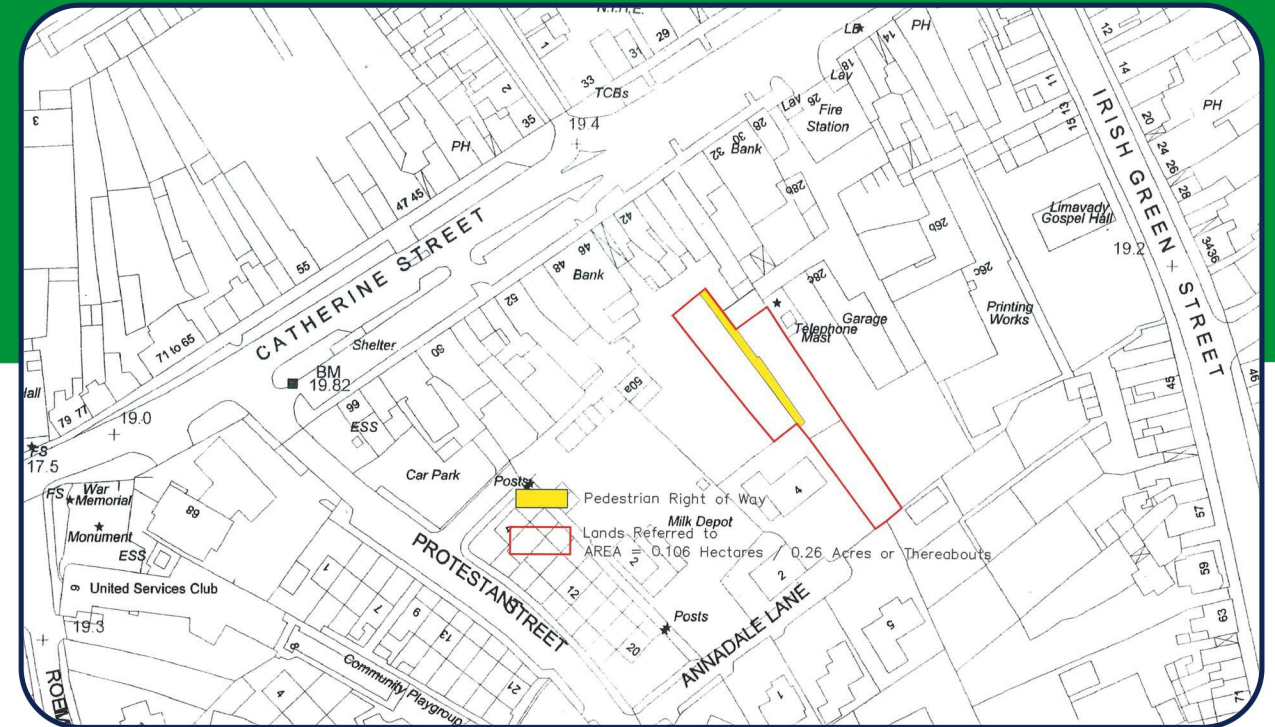 N.I.H.E.
29
31
1
33
TCBs
2
35
19.4
PH
47 45
55
3
CATHERINE STREET
71 to 65
Shelter
BM
19.82
Hall
79 77
19.0
FS
17.5
LB
14
PH
18
Lav
Lav
26
Fire
Station
28
30
32
Bank
28b
42
46
48
Bank
52
50
50a
66
ESS
Car Park
Posts
28c
Garage
Telephone
Mast
26b
26c
Printing
Works
Limavady
Gospel Hall
11
15 13
12
14
PH
20
24
26
28
3436
IRISH GREEN STREET
19.2
45
46
57
59
63
71
FS
War
Memorial
Monument
ESS
68
9
United Services Club
19.3
1
7
9
13
21
8
4
Community Playgroup
PROTESTANT STREET
12
20
2
4
2
Milk Depot
Posts
ANNADALE LANE
5
1
Pedestrian Right of Way
Lands Referred to
AREA = 0.106 Hectares / 0.26 Acres or Thereabouts